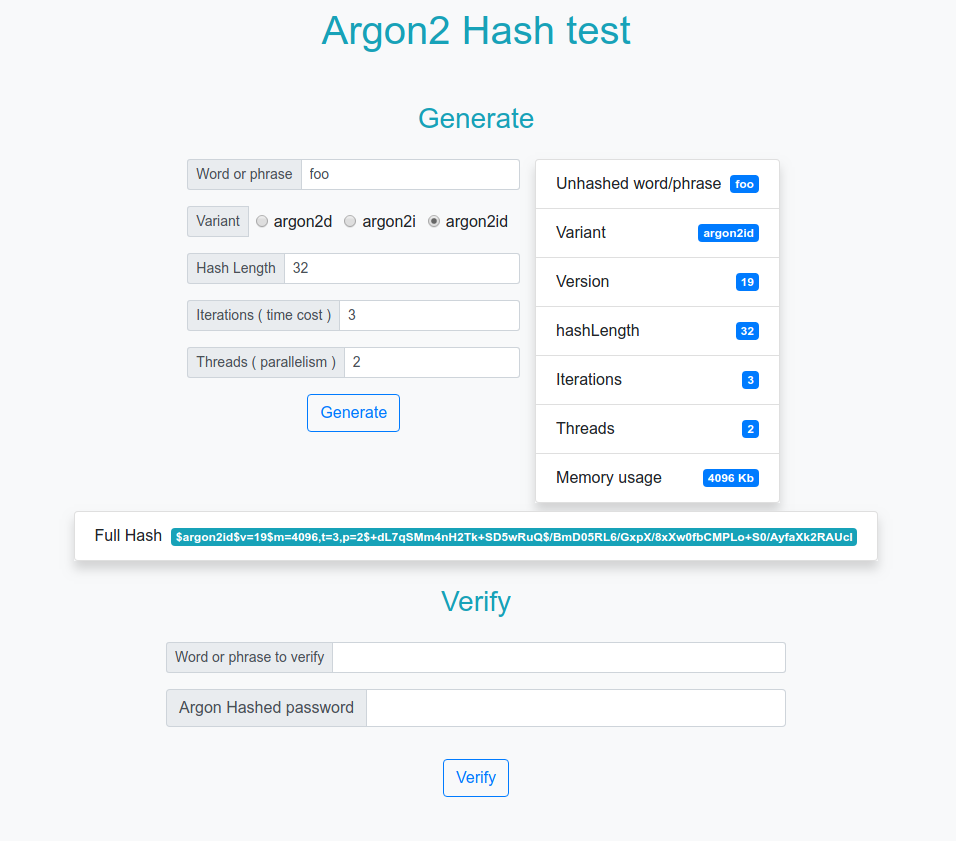 Argon2 Hash test
Generate
Word or phrase foo
Variant argon2d argon2i argon2id
Hash Length 32
Iterations ( time cost ) 3
Threads ( parallelism ) 2
Generate
Unhashed word/phrase foo
Variant argon2id
Version 19
hashLength 32
Iterations 3
Threads 2
Memory usage 4096 Kb
Full Hash $argon2id$v=19$m=4096,t=3,p=2$+dL7qSMm4nH2Tk+SD5wRuQ$/BmD05RL6/GxpX/8xXw0fbCMPLo+S0/AyfaXk2RAUcI
Verify
Word or phrase to verify
Argon Hashed password
Verify